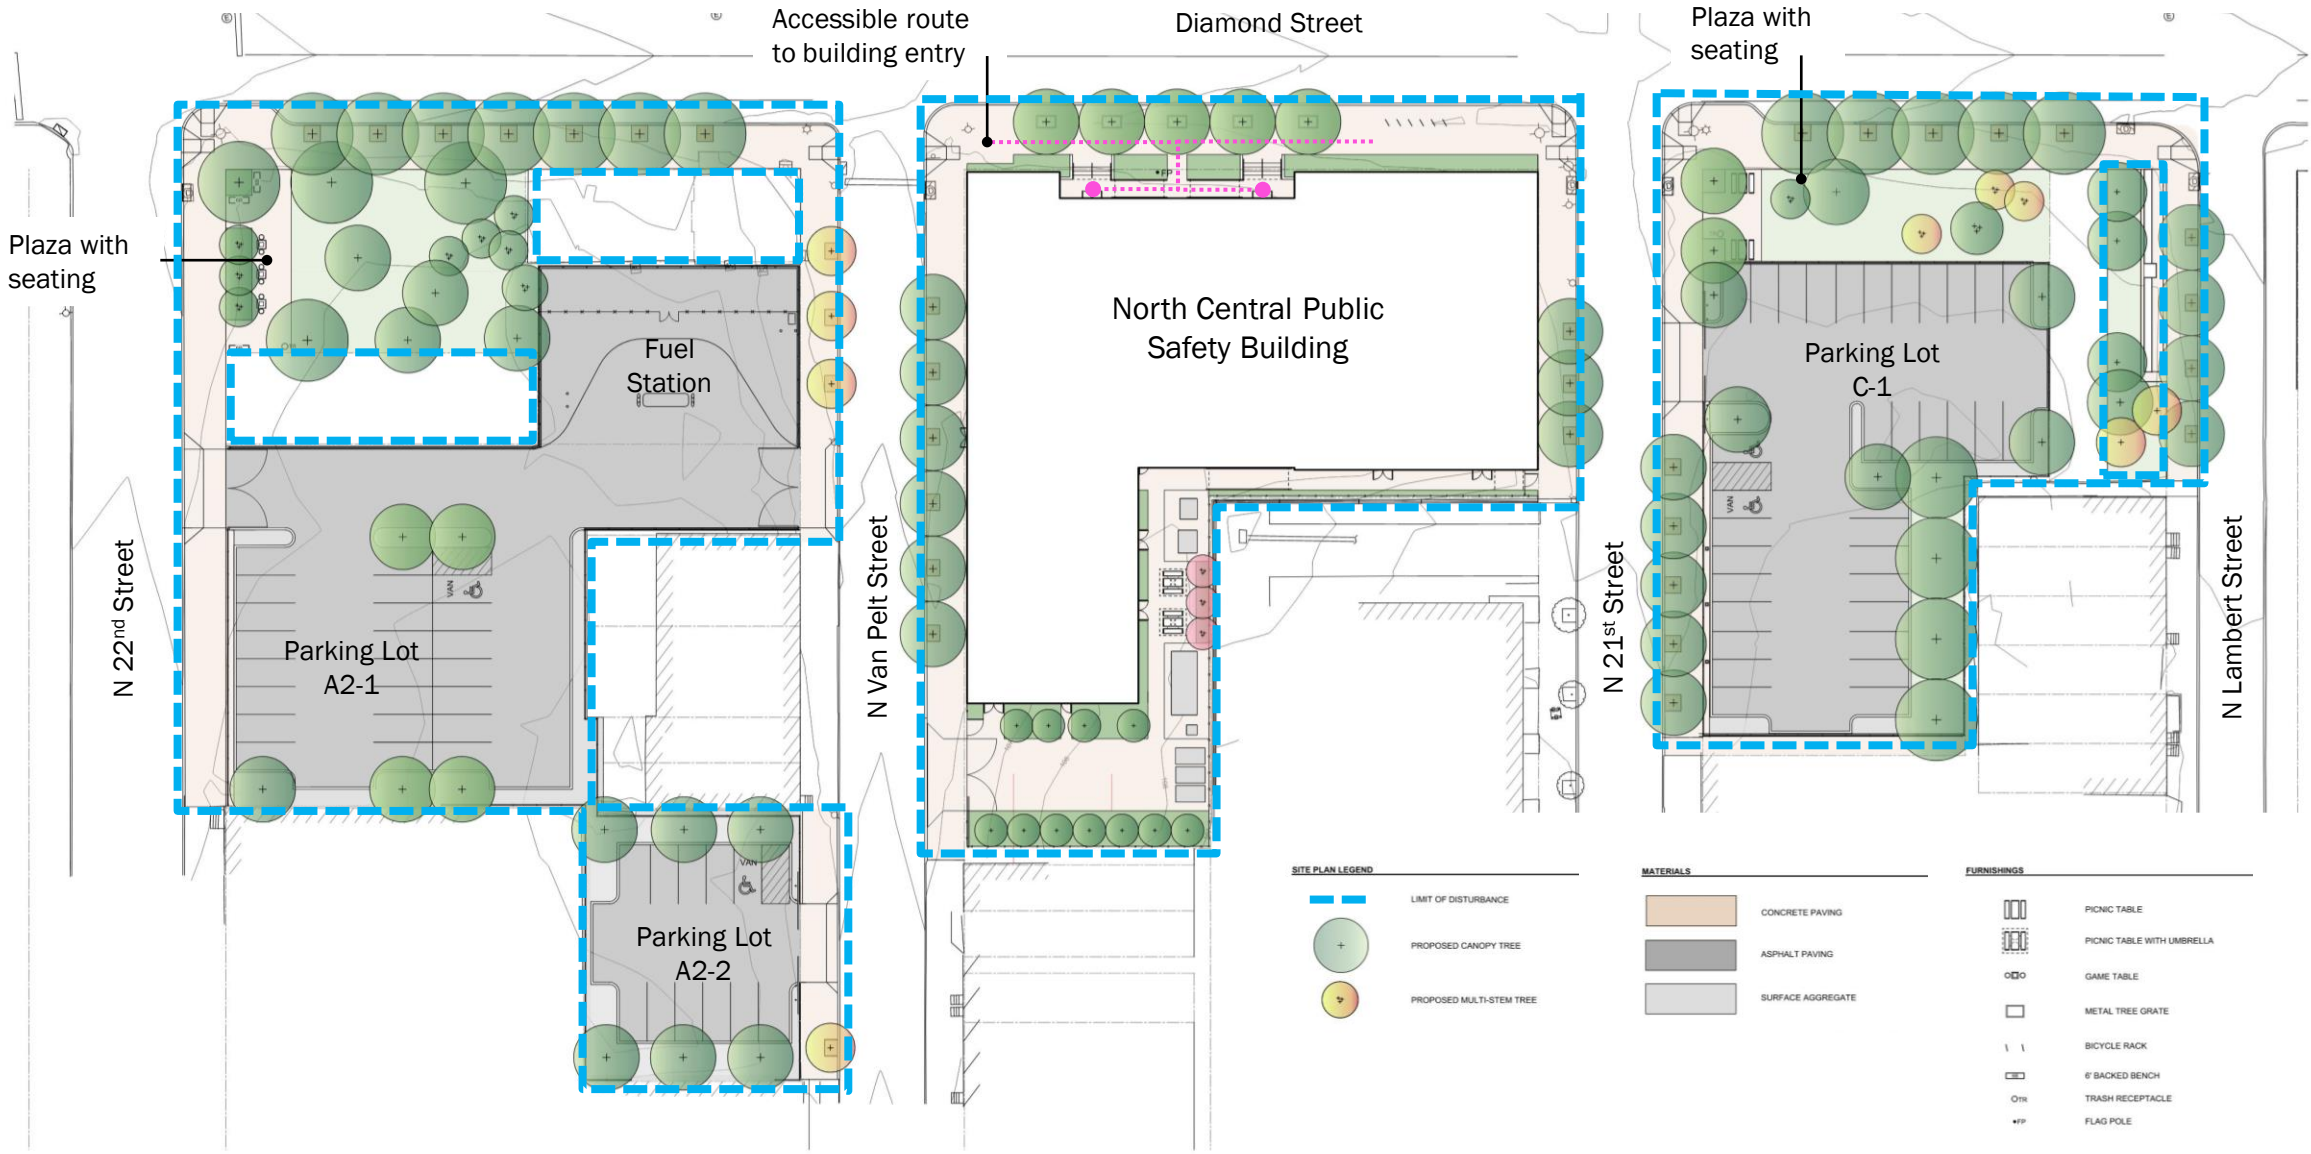 Accessible route
to building entry
Diamond Street
Plaza with
seating
Plaza with
seating
FP
North Central Public
Safety Building
Fuel
Station
Parking Lot
C-1
VAN
VAN
N 22nd Street
N Van Pelt Street
N 21st Street
N Lambert Street
Parking Lot
A2-1
VAN
Parking Lot
A2-2
SITE PLAN LEGEND
LIMIT OF DISTURBANCE
PROPOSED CANOPY TREE
PROPOSED MULTI-STEM TREE
MATERIALS
CONCRETE PAVING
ASPHALT PAVING
SURFACE AGGREGATE
FURNISHINGS
PICNIC TABLE
PICNIC TABLE WITH UMBRELLA
GAME TABLE
METAL TREE GRATE
BICYCLE RACK
6' BACKED BENCH
TR TRASH RECEPTACLE
FP FLAG POLE